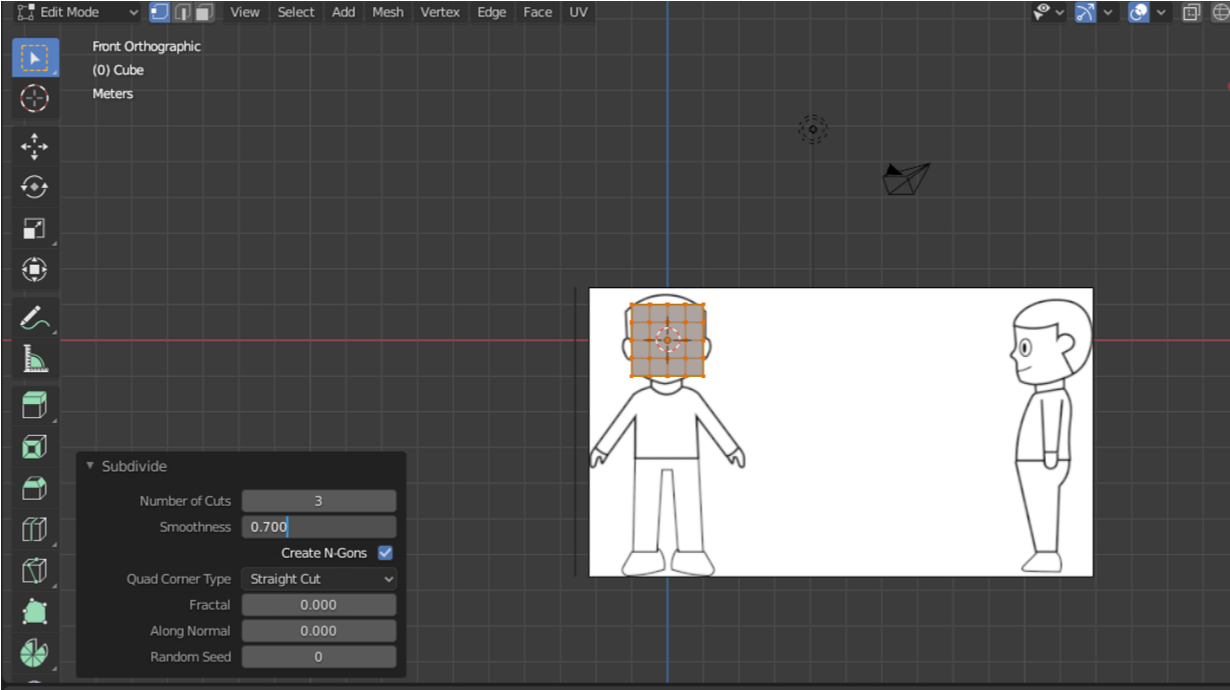 Edit Mode View Select Add Mesh Vertex Edge Face UV
Front Orthographic
(0) Cube
Meters
Subdivide
Number of Cuts 3
Smoothness 0.700
Create N-Gons
Quad Corner Type Straight Cut
Fractal 0.000
Along Normal 0.000
Random Seed 0